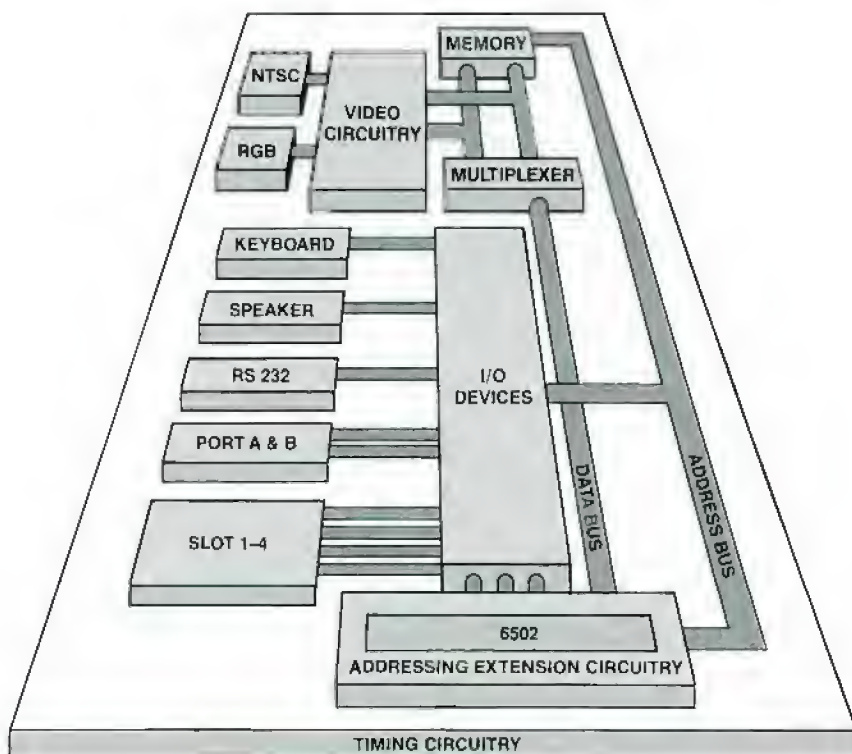 MEMORY
NTSC
VIDEO
CIRCUITRY
RGB
MULTIPLEXER
KEYBOARD
SPEAKER
RS 232
I/O
DEVICES
PORT A & B
DATA BUS
ADDRESS BUS
SLOT 1–4
6502
ADDRESSING EXTENSION CIRCUITRY
TIMING CIRCUITRY